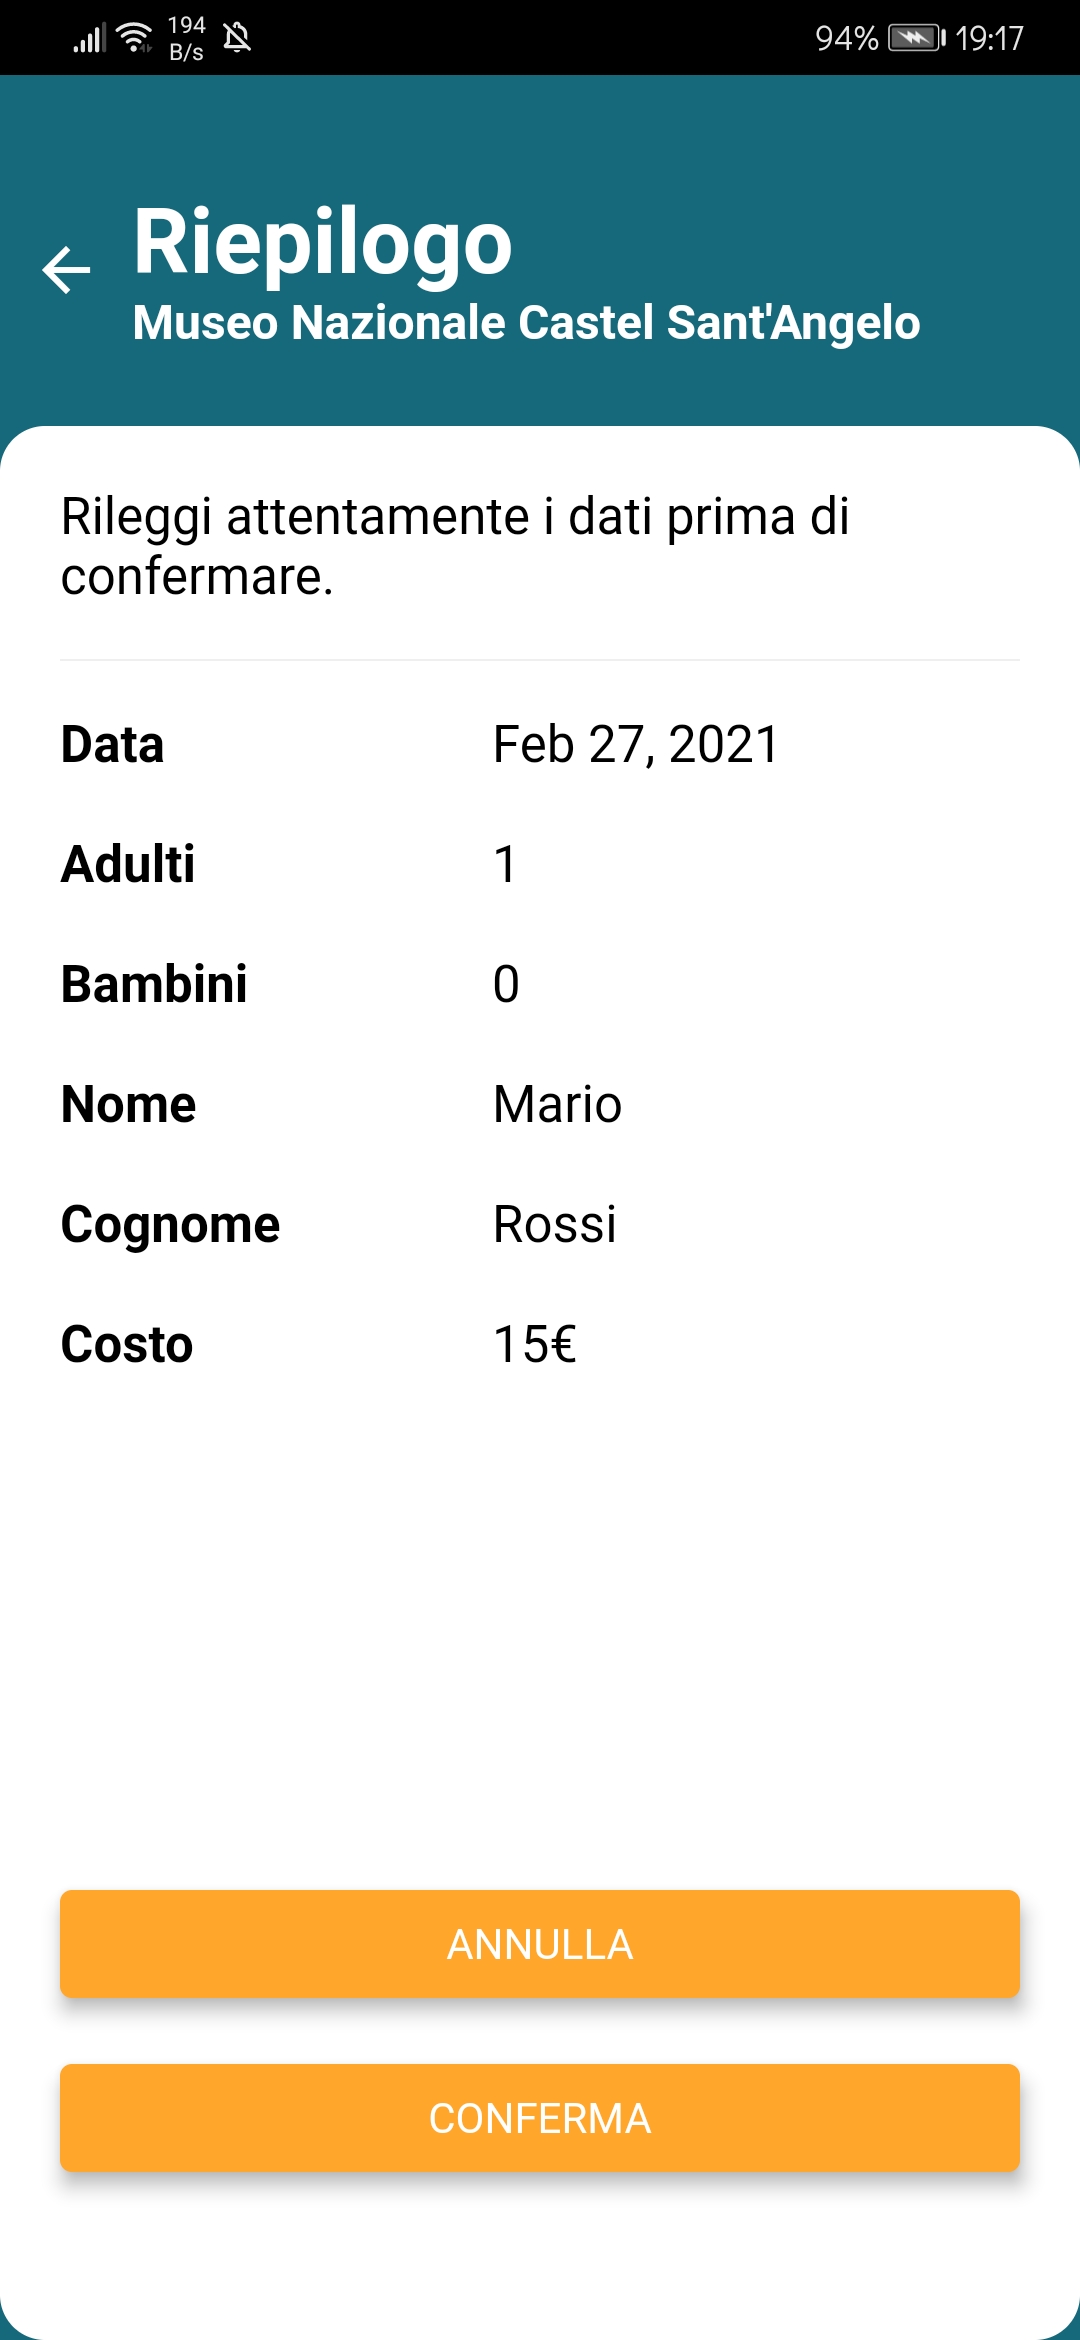 194
B/s
94%
19:17
Riepilogo
Museo Nazionale Castel Sant'Angelo
Rileggi attentamente i dati prima di
confermare.
Data Feb 27, 2021
Adulti 1
Bambini 0
Nome Mario
Cognome Rossi
Costo 15€
ANNULLA
CONFERMA